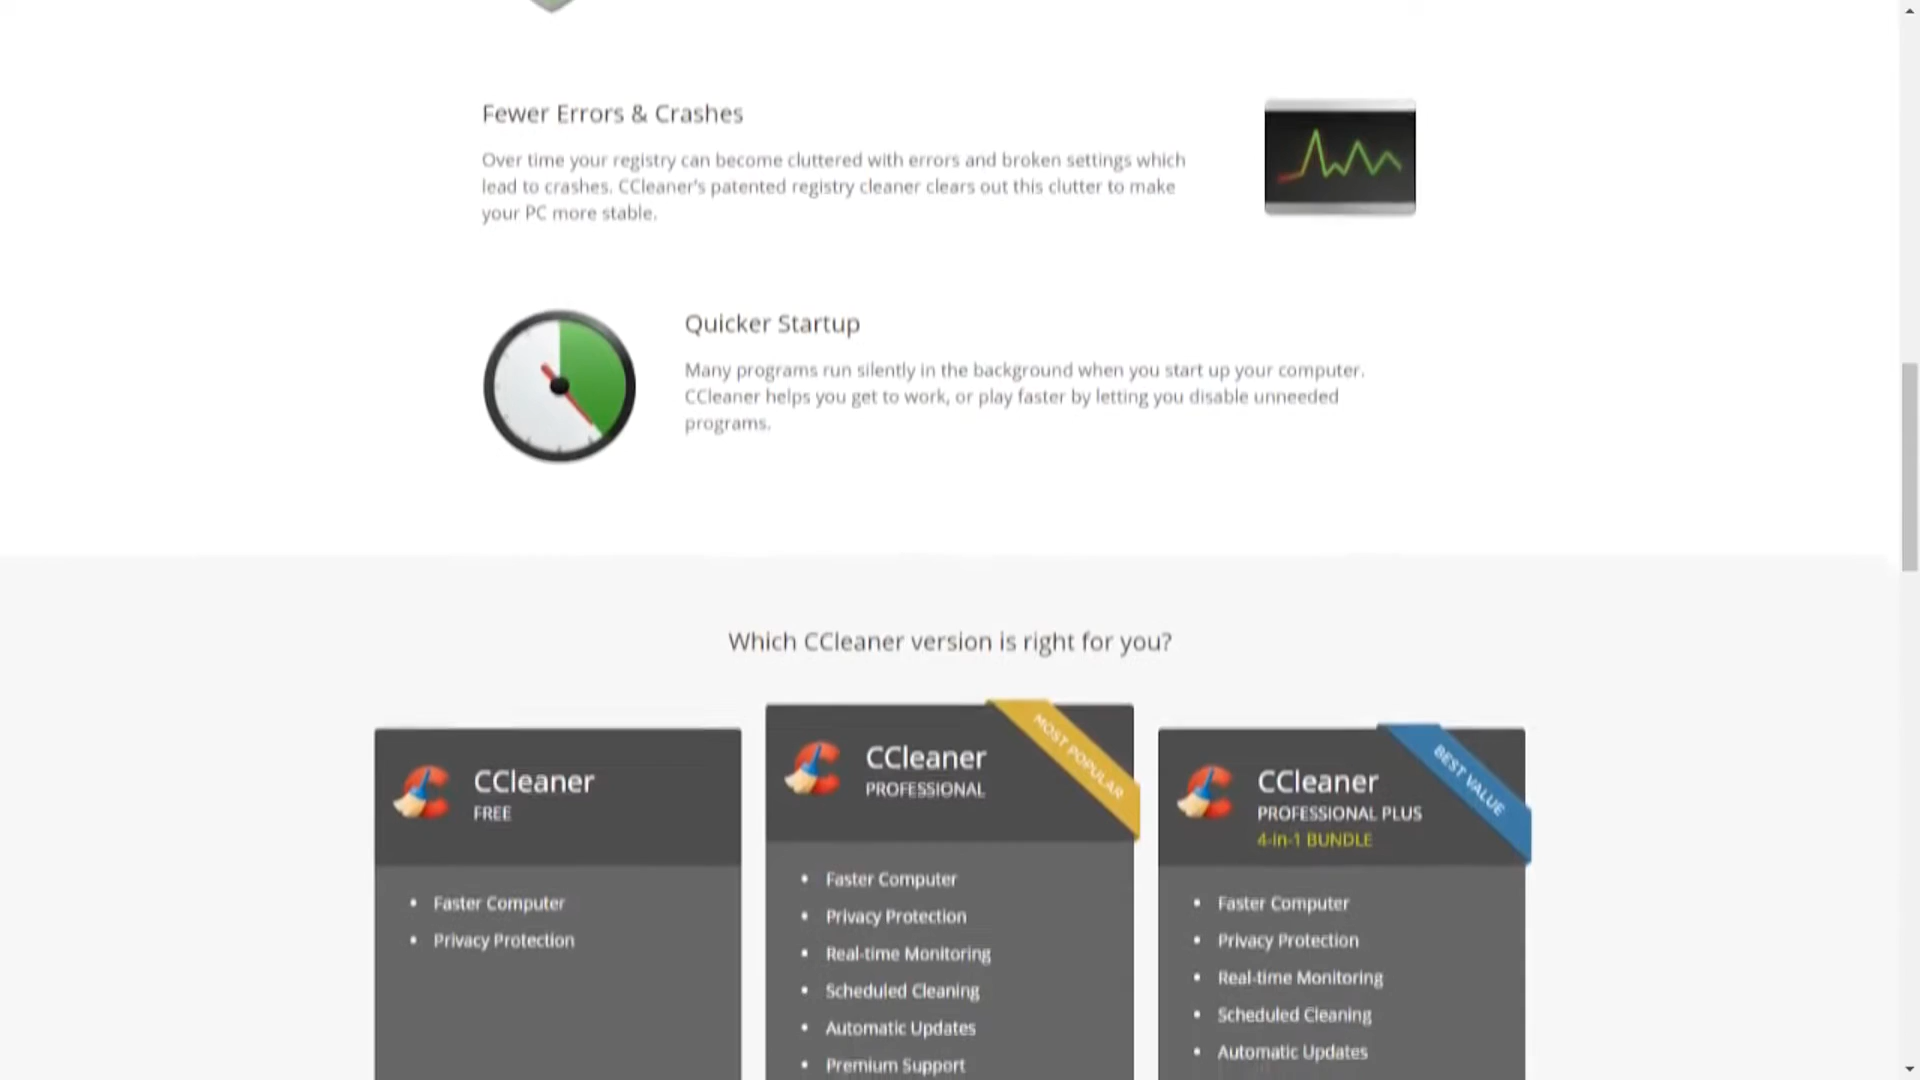 Fewer Errors & Crashes
Over time your registry can become cluttered with errors and broken settings which
lead to crashes. CCleaner's patented registry cleaner clears out this clutter to make
your PC more stable.
Quicker Startup
Many programs run silently in the background when you start up your computer.
CCleaner helps you get to work, or play faster by letting you disable unneeded
programs.
Which CCleaner version is right for you?
CCleaner
FREE
Faster Computer
Privacy Protection
CCleaner
PROFESSIONAL
MOST POPULAR
Faster Computer
Privacy Protection
Real-time Monitoring
Scheduled Cleaning
Automatic Updates
Premium Support
CCleaner
PROFESSIONAL PLUS
4-in-1 BUNDLE
BEST VALUE
Faster Computer
Privacy Protection
Real-time Monitoring
Scheduled Cleaning
Automatic Updates